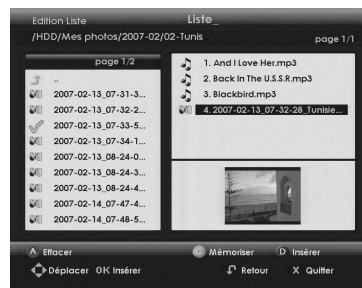 Edition Liste
Liste_
/HDD/Mes photos/2007-02/02-Tunis
page 1/1
page 1/2
..
2007-02-13_07-31-3...
2007-02-13_07-32-2...
2007-02-13_07-33-5...
2007-02-13_07-34-1...
2007-02-13_08-24-0...
2007-02-13_08-24-3...
2007-02-13_08-24-4...
2007-02-14_07-47-4...
2007-02-14_07-48-5...
1. And I Love Her.mp3
2. Back In The U.S.S.R.mp3
3. Blackbird.mp3
4. 2007-02-13_07-32-28_Tunisie...
A Effacer
C Mémoriser
D Insérer
Déplacer OK Insérer
Retour
X Quitter